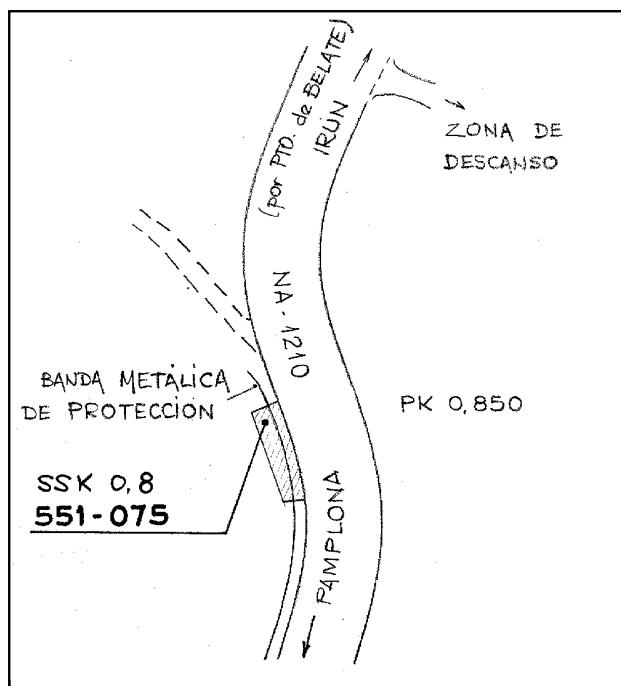 (por PTO. de BELATE)
IRÚN
ZONA DE
DESCANSO
NA-1210
BANDA METÁLICA
DE PROTECCIÓN
PK 0,850
SSK 0,8
551-075
PAMPLONA